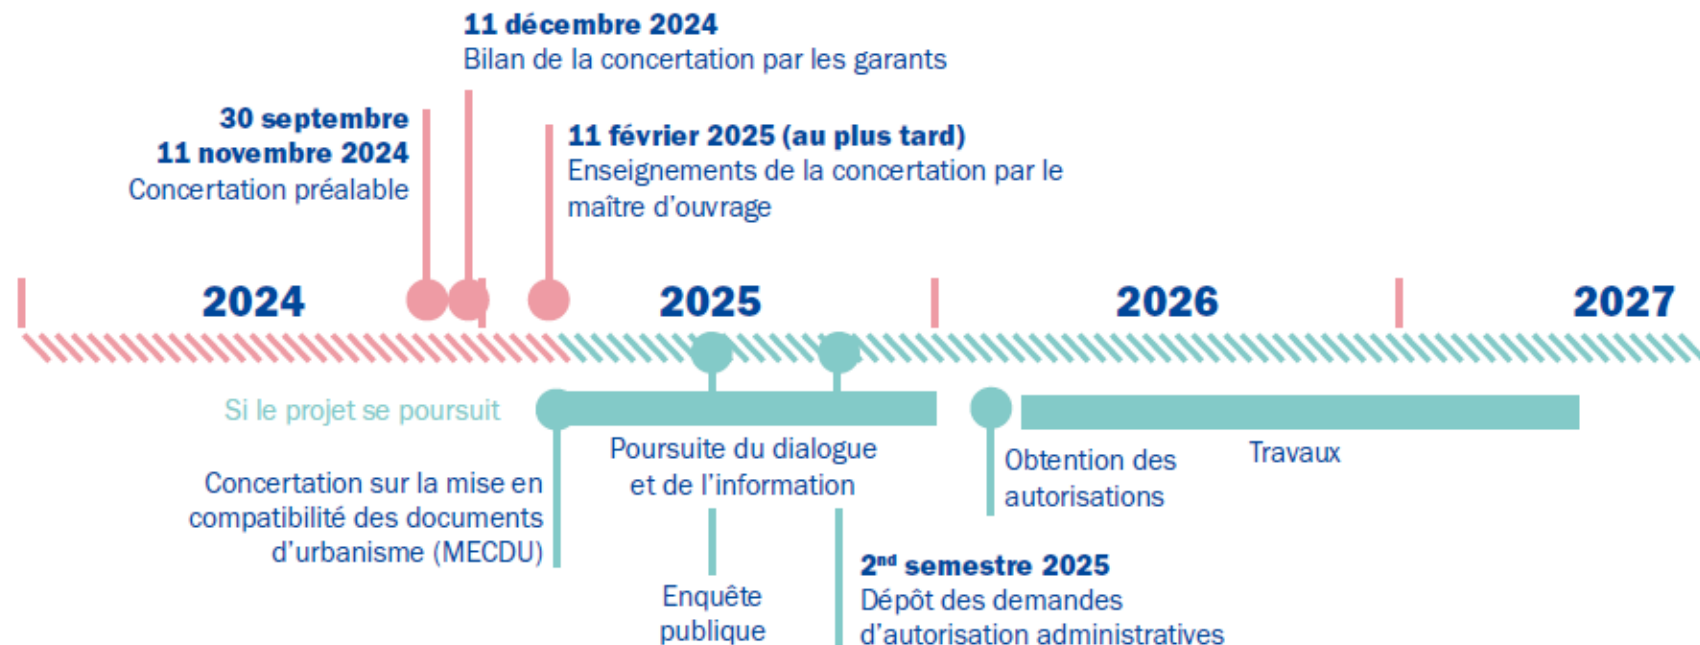 11 décembre 2024
Bilan de la concertation par les garants
30 septembre
11 novembre 2024
Concertation préalable
11 février 2025 (au plus tard)
Enseignements de la concertation par le
maître d’ouvrage
2024
2025
2026
2027
Si le projet se poursuit
Concertation sur la mise en
compatibilité des documents
d’urbanisme (MECDU)
Poursuite du dialogue
et de l’information
Enquête
publique
2nd semestre 2025
Dépôt des demandes
d’autorisation administratives
Obtention des
autorisations
Travaux